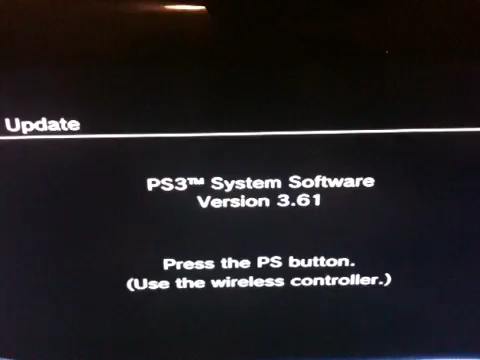 Update
PS3™ System Software
Version 3.61
Press the PS button.
(Use the wireless controller.)